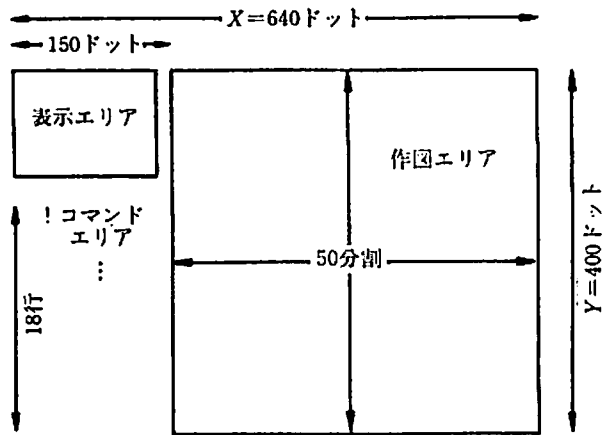 X=640ドット
150ドット
表示エリア
作図エリア
!コマンド
エリア
⋮
50分割
18行
Y=400ドット